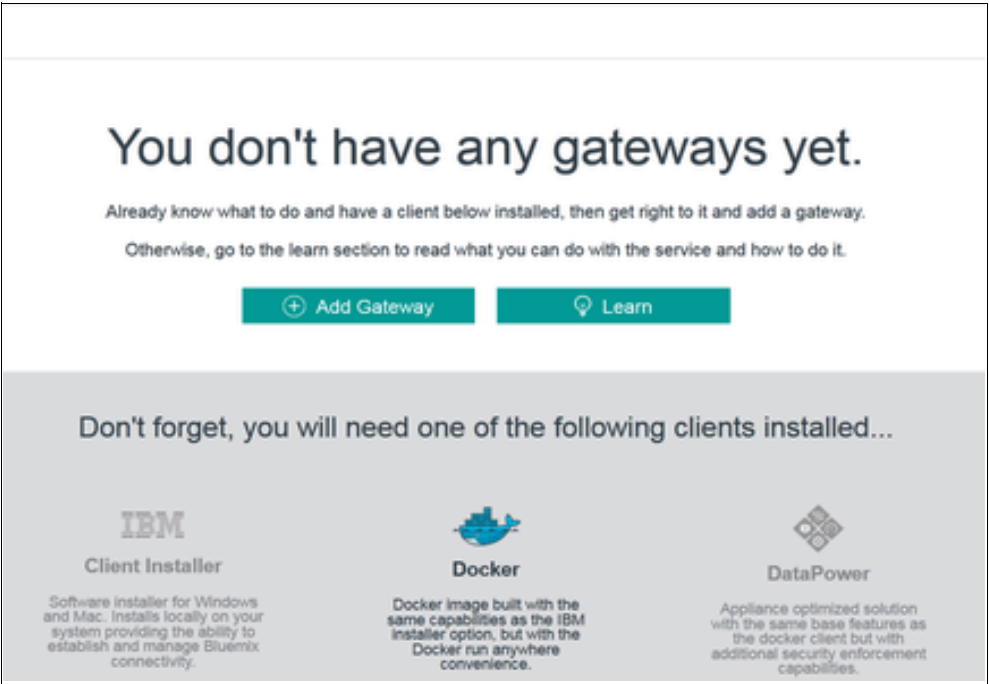 You don't have any gateways yet.
Already know what to do and have a client below installed, then get right to it and add a gateway.
Otherwise, go to the learn section to read what you can do with the service and how to do it.
Add Gateway
Learn
Don't forget, you will need one of the following clients installed...
IBM
Client Installer
Software installer for Windows
and Mac. Installs locally on your
system providing the ability to
establish and manage Bluemix
connectivity.
Docker
Docker image built with the
same capabilities as the IBM
installer option, but with the
Docker run anywhere
convenience.
DataPower
Appliance optimized solution
with the same base features as
the docker client but with
additional security enforcement
capabilities.